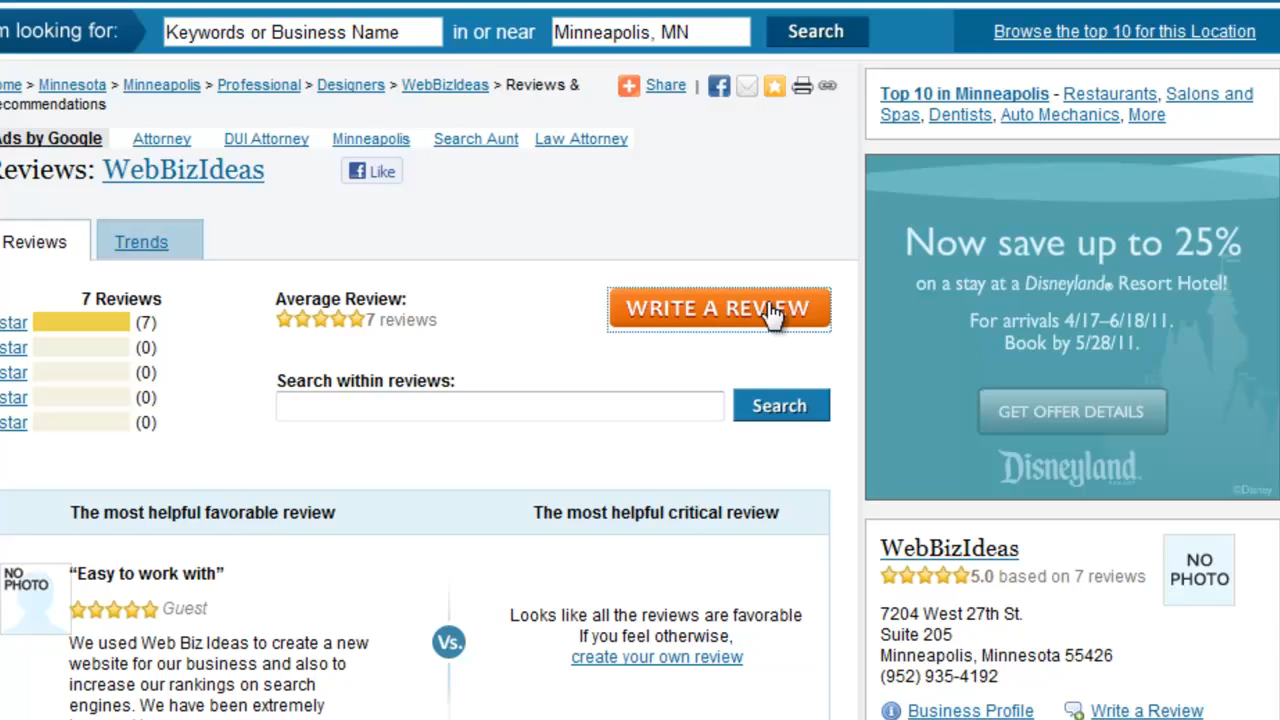 m looking for: Keywords or Business Name in or near Minneapolis, MN Search Browse the top 10 for this Location
ome > Minnesota > Minneapolis > Professional > Designers > WebBizIdeas > Reviews &
ecommendations
Share |
Ads by Google Attorney DUI Attorney Minneapolis Search Aunt Law Attorney
eviews: WebBizIdeas Like
Reviews Trends
7 Reviews
star (7)
star (0)
star (0)
star (0)
star (0)
Average Review:
7 reviews
WRITE A REVIEW
Search within reviews:
Search
The most helpful favorable review
NO PHOTO
“Easy to work with”
Guest
We used Web Biz Ideas to create a new
website for our business and also to
increase our rankings on search
engines. We have been extremely
Vs.
The most helpful critical review
Looks like all the reviews are favorable
If you feel otherwise,
create your own review
Top 10 in Minneapolis - Restaurants, Salons and
Spas, Dentists, Auto Mechanics, More
Now save up to 25%
on a stay at a Disneyland® Resort Hotel!
For arrivals 4/17–6/18/11.
Book by 5/28/11.
GET OFFER DETAILS
Disneyland
RESORT
©Disney
WebBizIdeas
5.0 based on 7 reviews
NO
PHOTO
7204 West 27th St.
Suite 205
Minneapolis, Minnesota 55426
(952) 935-4192
Business Profile Write a Review